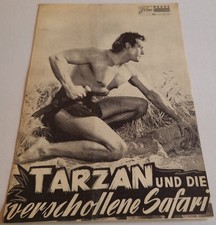 TARZAN UND DIE
verschollene Safari